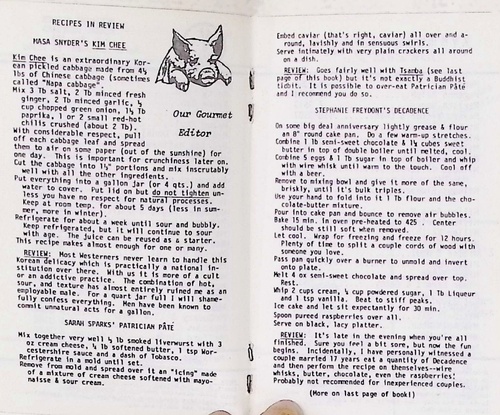 RECIPES IN REVIEW
MASA SNYDER'S KIM CHEE
Kim Chee is an extraordinary Kor-
ean pickled cabbage made from 4½
lbs of Chinese cabbage (sometimes
called "Napa cabbage".
Mix 3 Tb salt, 2 Tb minced fresh
ginger, 2 Tb minced garlic, ½
cup chopped green onion, ¼ Tb
paprika, 1 or 2 small red-hot
chilis crushed (about 2 Tb).
With considerable respect, pull
off each cabbage leaf and spread
them to air on some paper (out of the sunshine) for
one day. This is important for crunchiness later on.
Cut the cabbage into 1½" portions and mix inscrutably
well with all the other ingredients.
Put everything into a gallon jar (or 4 qts.) and add
water to cover. Put lid on but do not tighten un-
less you have no respect for natural processes.
Keep at room temp. for about 5 days (less in sum-
mer, more in winter).
Refrigerate for about a week until sour and bubbly.
Keep refrigerated, but it will continue to sour
with age. The juice can be reused as a starter.
This recipe makes almost enough for one or many.
REVIEW: Most Westerners never learn to handle this
Korean delicacy which is practically a national in-
stitution over there. With us it is more of a cult
or an addictive practice. The combination of hot,
sour, and texture has almost entirely ruined me as an
employable male. For a quart jar full I will shame-
fully confess everything. Men have been known to
commit unnatural acts for a gallon.
SARAH SPARKS' PATRICIAN PÂTÉ
Mix together very well ½ lb smoked liverwurst with 3
oz cream cheese, ½ lb softened butter, 1 tsp Wor-
cestershire sauce and a dash of Tobasco.
Refrigerate in a mold until set.
Remove from mold and spread over it an "icing" made
of a mixture of cream cheese softened with mayo-
naisse & sour cream.
Our Gourmet
Editor
Embed caviar (that's right, caviar) all over and a-
round, lavishly and in sensuous swirls.
Serve intimately with very plain crackers all around
on a dish.
REVIEW: Goes fairly well with Tsamba (see last
page of this book) but it's not exactly a Buddhist
tidbit. It is possible to over-eat Patrician Pâté
and I recommend you do so.
STEPHANIE FREYDONT'S DECADENCE
On some big deal anniversary lightly grease & flour
an 8" round cake pan. Do a few warm-up stretches.
Combine 1 lb semi-sweet chocolate & 1½ cubes sweet
butter in top of double boiler until melted, cool.
Combine 5 eggs & 1 lb sugar in top of boiler and whip
with wire whisk until warm to the touch. Cool off
with a beer.
Remove to mixing bowl and give it more of the same,
briskly, until it's bulk triples.
Use your hand to fold into it 1 Tb flour and the cho-
colate-butter mixture.
Pour into cake pan and bounce to remove air bubbles.
Bake 15 min. in oven pre-heated to 425 . Center
should be still soft when removed.
Let cool. Wrap for freezing and freeze for 12 hours.
Plenty of time to split a couple cords of wood with
someone you love.
Pass pan quickly over a burner to unmold and invert
onto plate.
Melt 4 oz semi-sweet chocolate and spread over top.
Rest.
Whip 2 cups cream, ½ cup powdered sugar, 1 Tb Liqueur
and 1 tsp vanilla. Beat to stiff peaks.
Ice cake and let sit expectantly for 30 min.
Spoon pureed raspberries over all.
Serve on black, lacy platter.
REVIEW: It's late in the evening when you're all
finished. Sure you feel a bit sore, but now the fun
begins. Incidentally, I have personally witnessed a
couple married 17 years eat a quantity of Decadence
and then perform the recipe on themselves--wire
whisks, butter, chocolate, even the raspberries!
Probably not recommended for inexperienced couples.
(More on last page of book!)